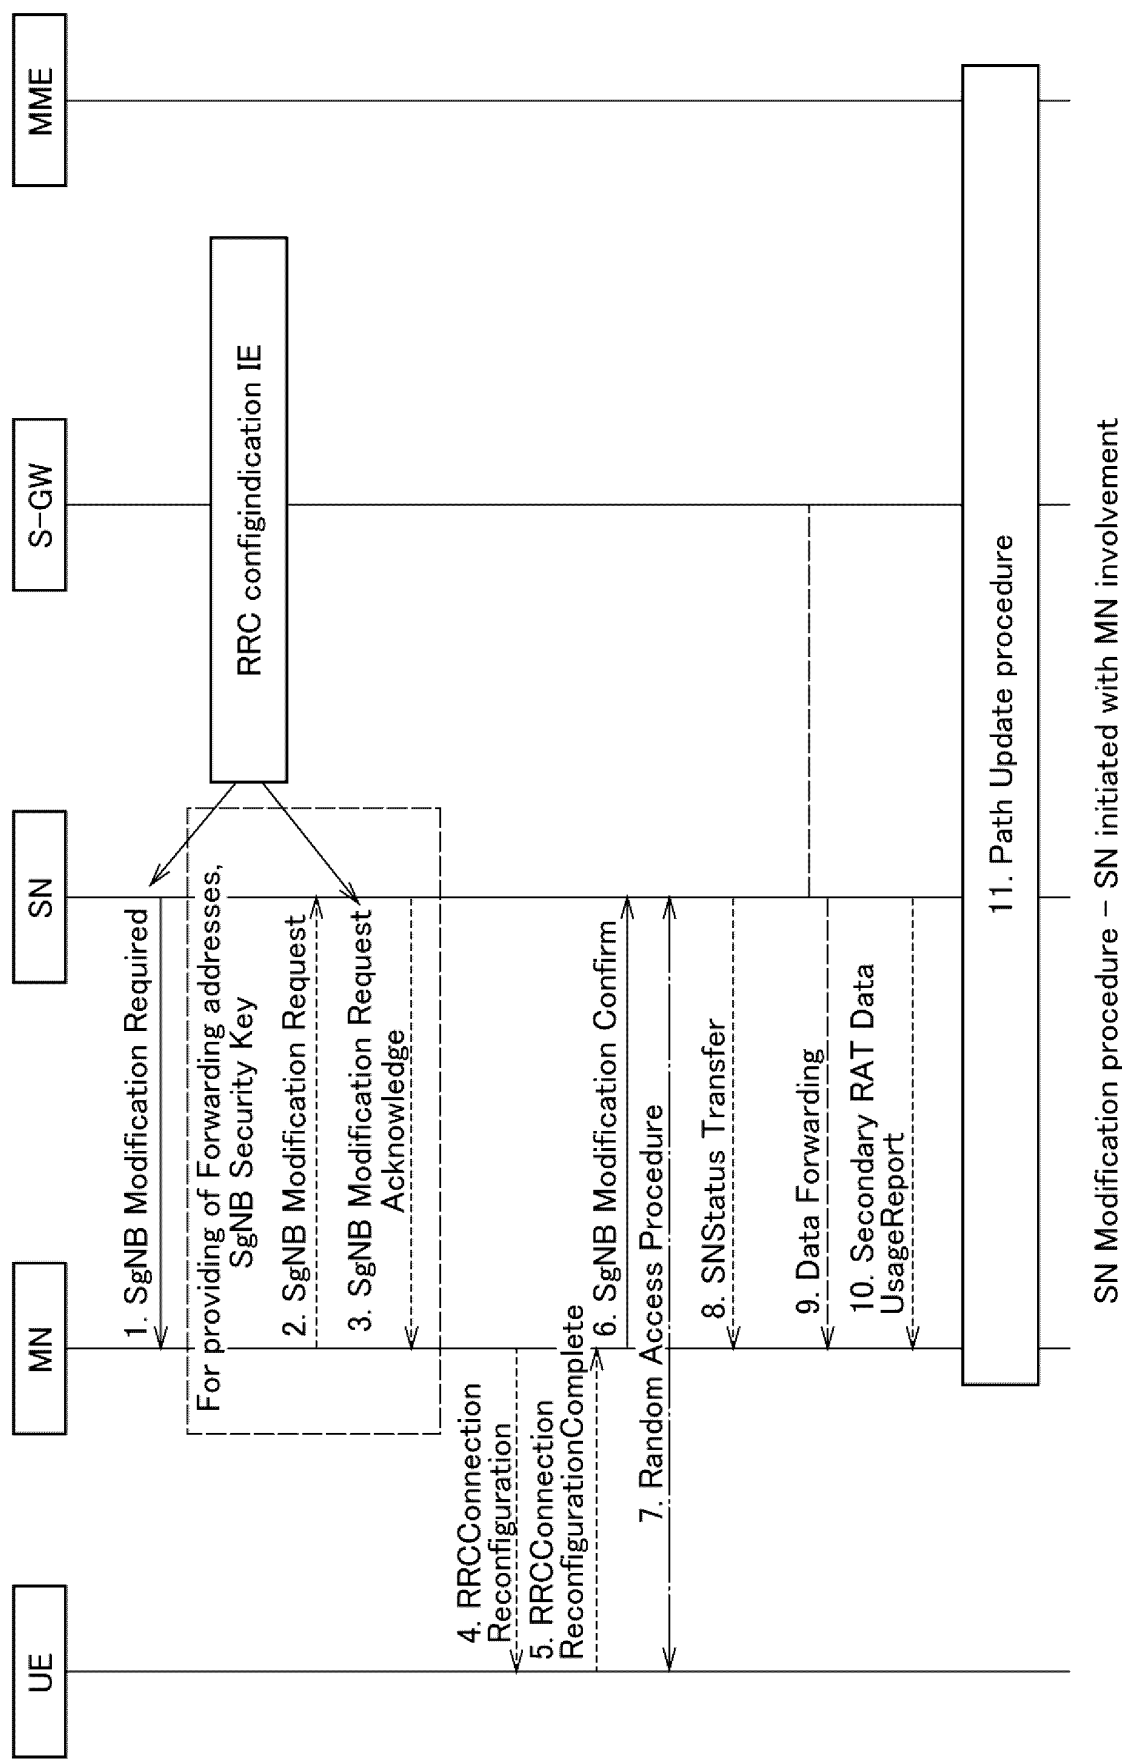 UE
MN
SN
S-GW
MME
1. SgNB Modification Required
For providing of Forwarding addresses,
SgNB Security Key
RRC configindication IE
2. SgNB Modification Request
3. SgNB Modification Request
Acknowledge
4. RRCConnection
Reconfiguration
5. RRCConnection
ReconfigurationComplete
6. SgNB Modification Confirm
7. Random Access Procedure
8. SNStatus Transfer
9. Data Forwarding
10. Secondary RAT Data
UsageReport
11. Path Update procedure
SN Modification procedure – SN initiated with MN involvement